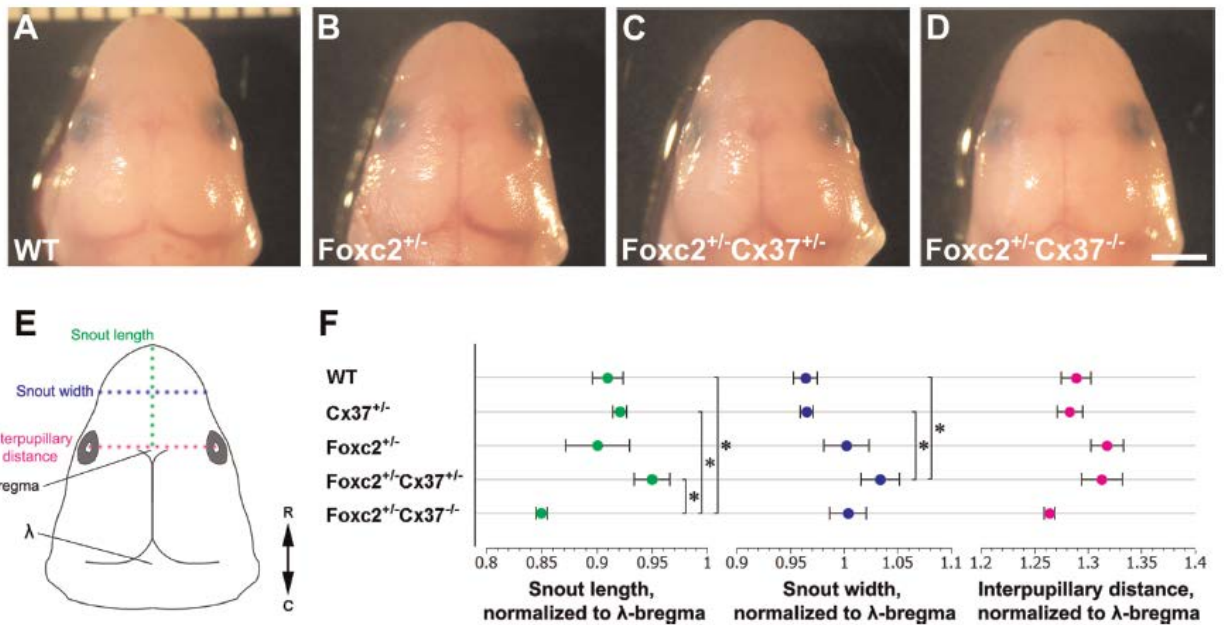 A
WT
B
Foxc2+/-
C
Foxc2+/-Cx37+/-
D
Foxc2+/-Cx37-/-
E
Snout length
Snout width
nterpupillary
distance
regma
λ
R
C
F
WT
Cx37+/-
Foxc2+/-
Foxc2+/-Cx37+/-
Foxc2+/-Cx37-/-
* * *
* *
0.8 0.85 0.9 0.95 1
0.9 0.95 1 1.05 1.1
1.2 1.25 1.3 1.35 1.4
Snout length,
normalized to λ-bregma
Snout width,
normalized to λ-bregma
Interpupillary distance,
normalized to λ-bregma